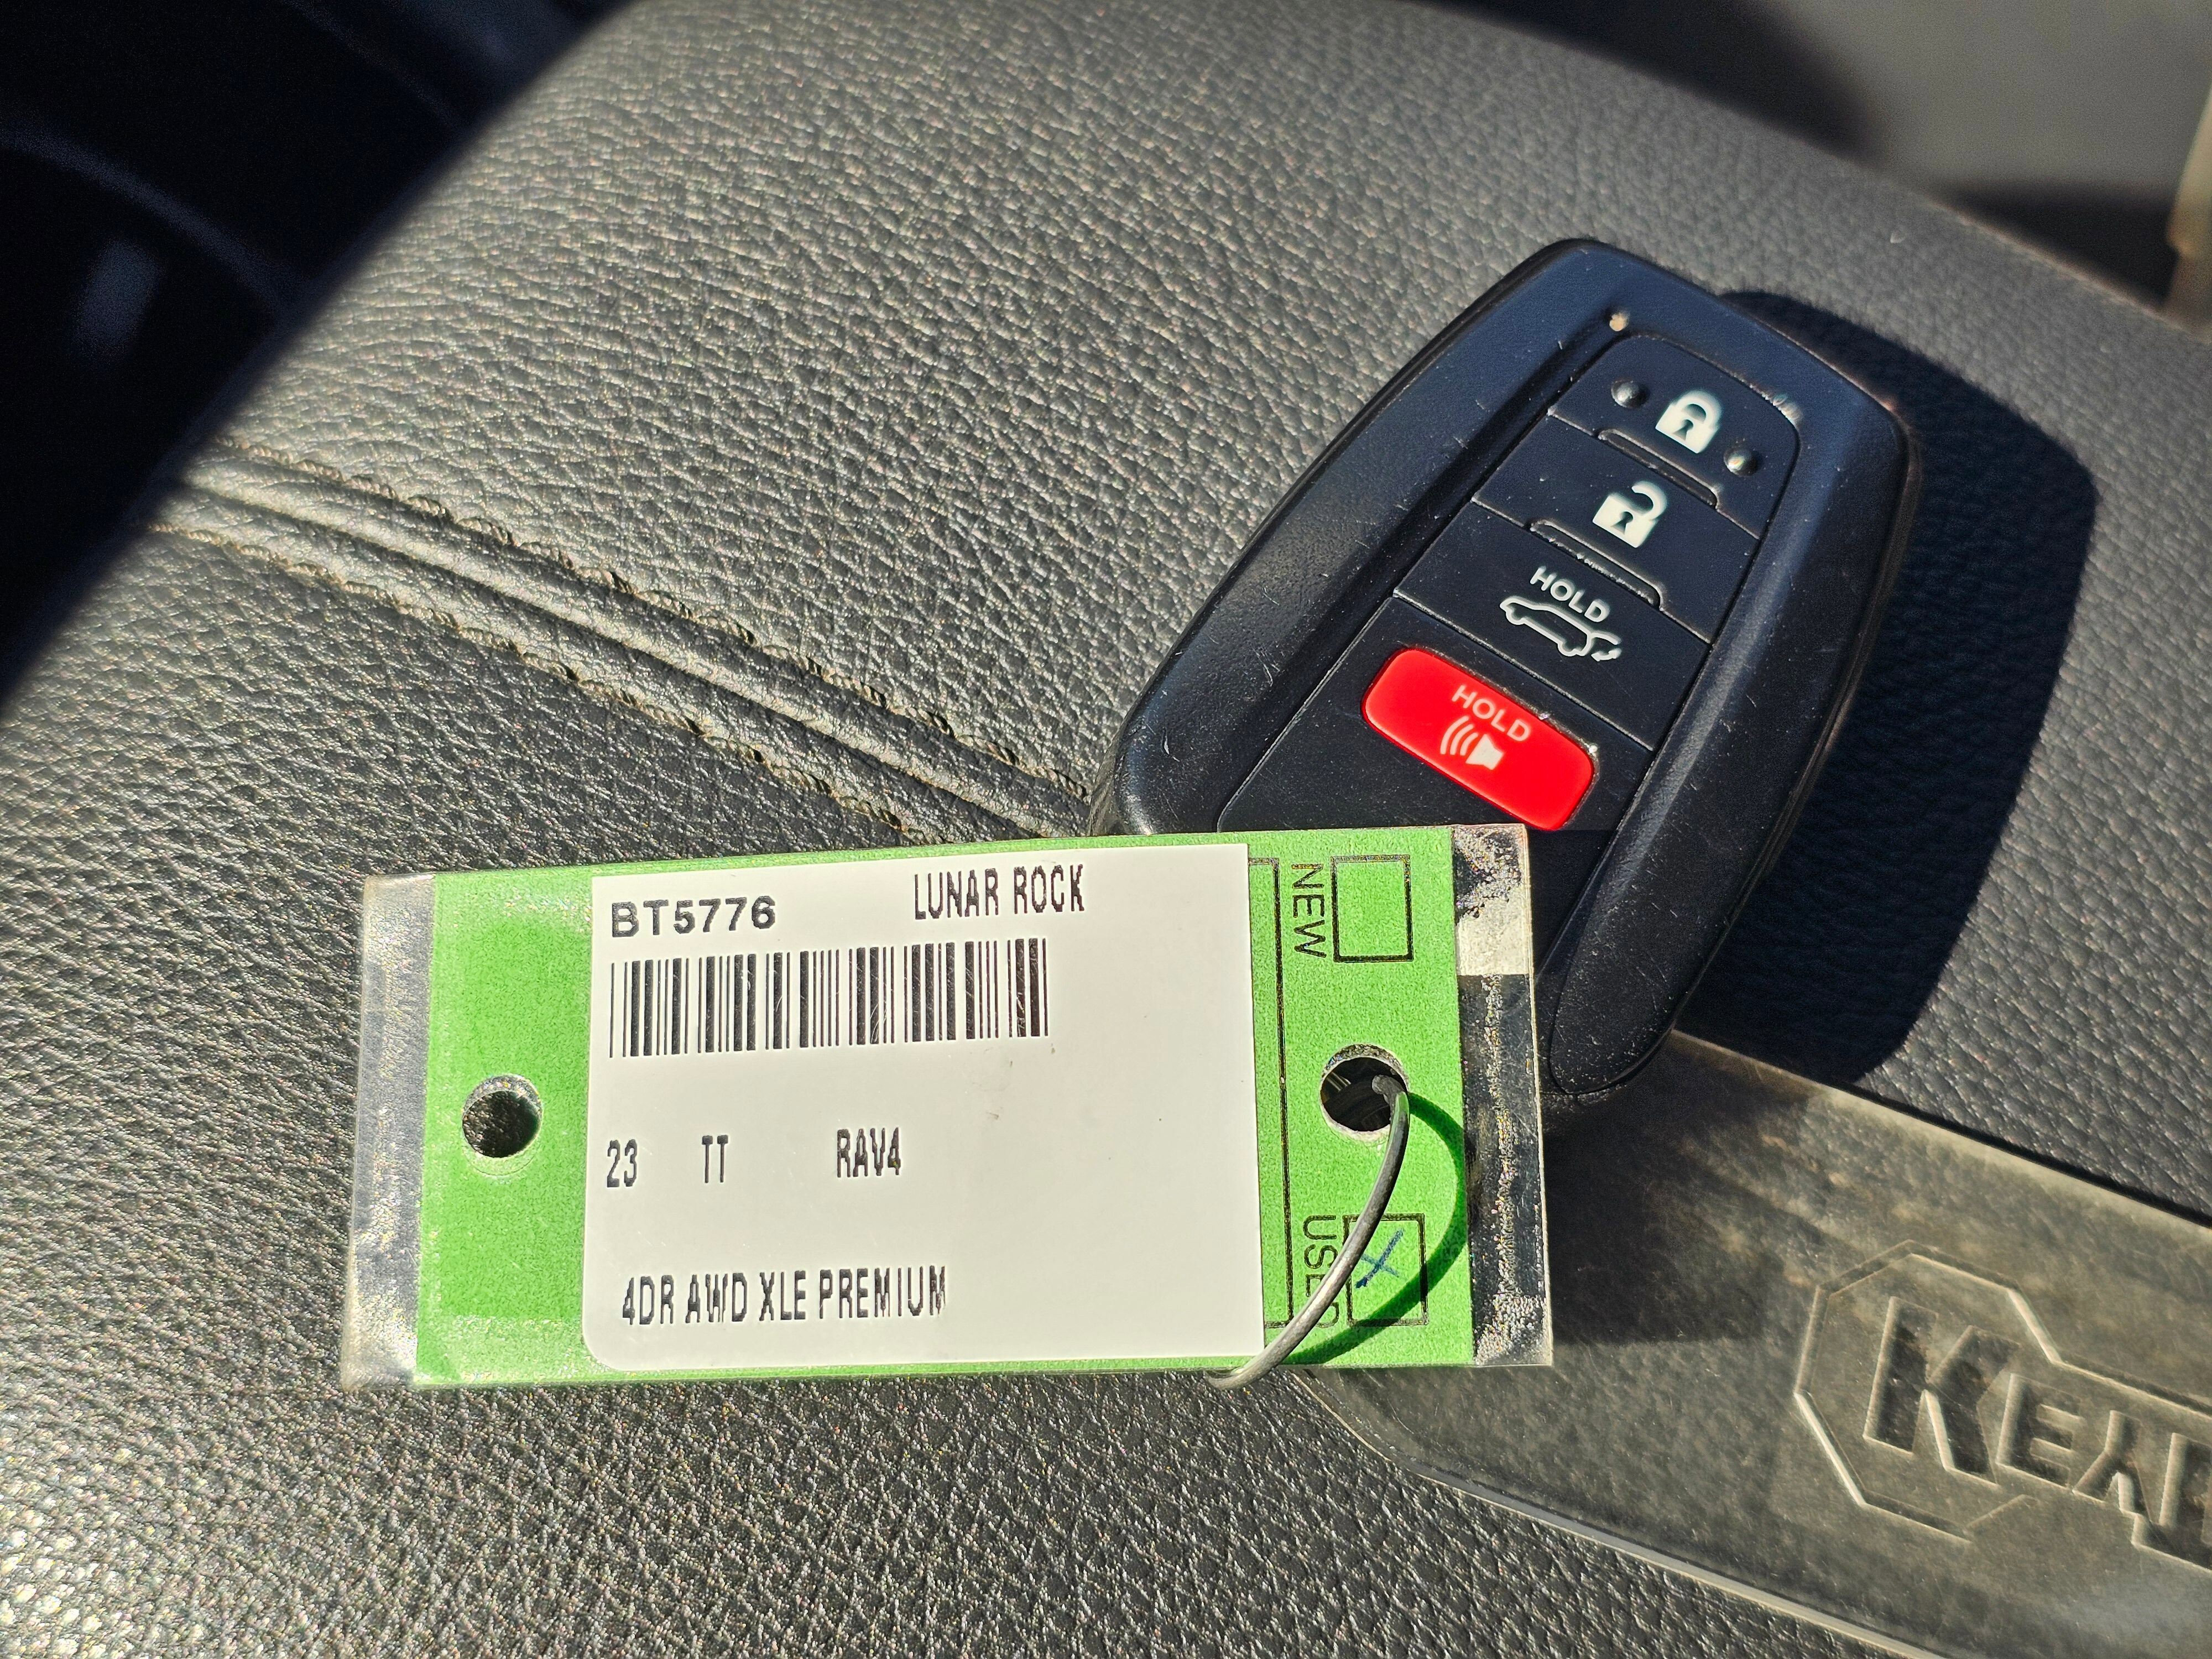 HOLD
HOLD
BT5776 LUNAR ROCK
NEW
23 TT RAV4
USED
4DR AWD XLE PREMIUM